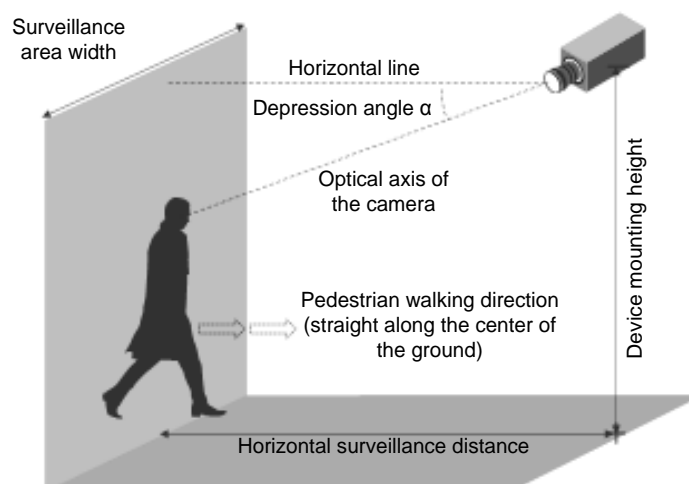 Surveillance
area width
Horizontal line
Depression angle α
Optical axis of
the camera
Device mounting height
Pedestrian walking direction
(straight along the center of
the ground)
Horizontal surveillance distance